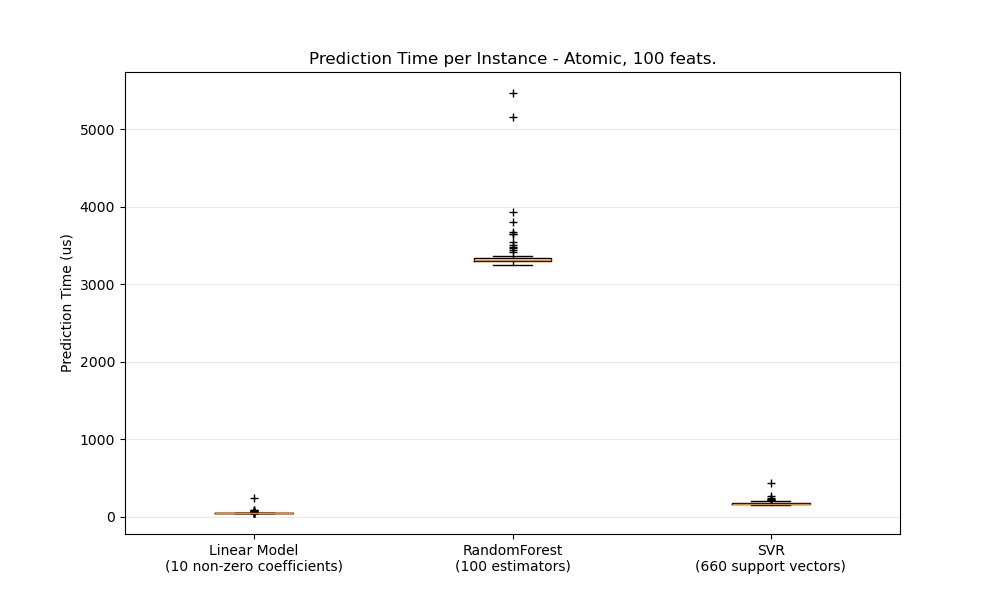 Prediction Time per Instance - Atomic, 100 feats.
Prediction Time (us)
5000
4000
3000
2000
1000
0
Linear Model
(10 non-zero coefficients)
RandomForest
(100 estimators)
SVR
(660 support vectors)